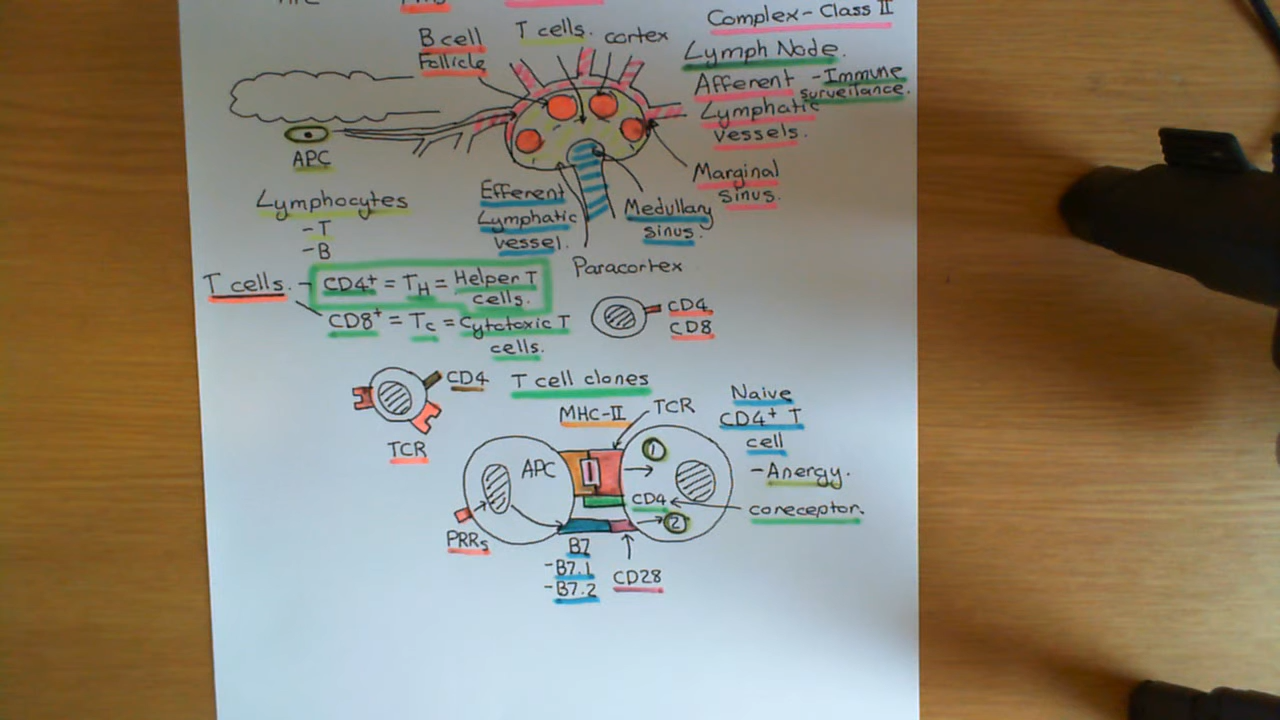 Complex - Class II
B cell
Follicle
T cells.
cortex
Lymph Node.
Afferent
Lymphatic
vessels.
- Immune
surveillance.
APC
Marginal
sinus.
Lymphocytes
- T
- B
Efferent
Lymphatic
vessel.
Medullary
sinus.
Paracortex
T cells. - CD4+ = TH = Helper T
cells.
CD8+ = Tc = Cytotoxic T
cells.
CD4
CD8
CD4
TCR
T cell clones
MHC-II
TCR
Naive
CD4+ T
cell
- Anergy.
APC
1
CD4
coreceptor.
2
PRRs
B7
- B7.1
- B7.2
CD28